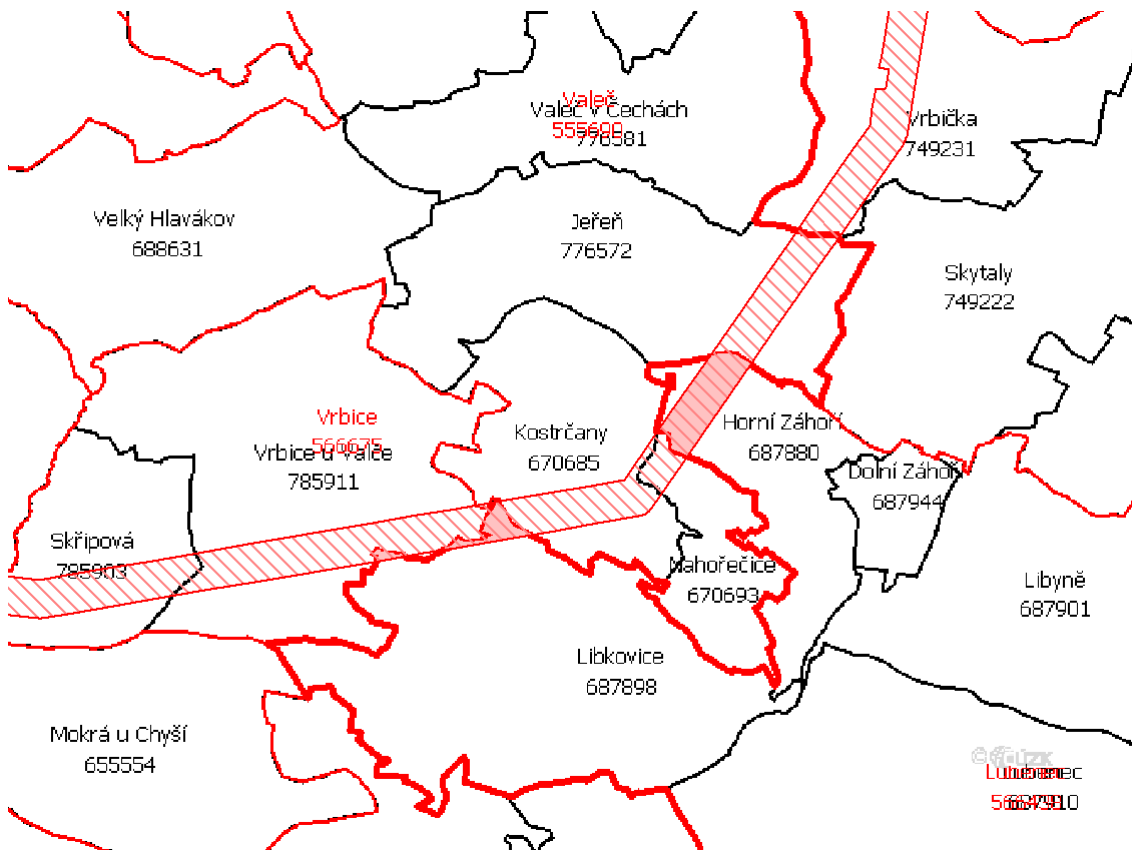 Valeč
Valeč v Čechách
555690
776581
Vrbička
749231
Velký Hlavákov
688631
Jeřeň
776572
Skytaly
749222
Vrbice
566675
Vrbice u Valče
785911
Kostrčany
670685
Horní Záhoří
687880
Dolní Záhoří
687944
Skřipová
785903
Nahořečice
670693
Libyně
687901
Libkovice
687898
Mokrá u Chyší
655554
© ČÚZK